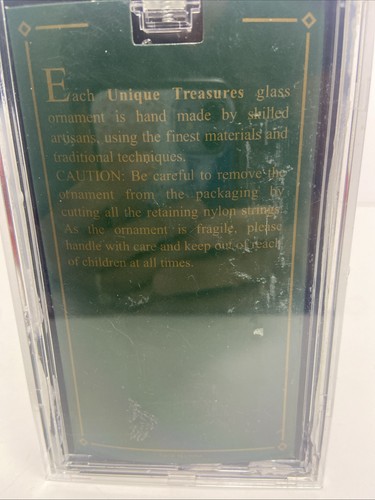 Each Unique Treasures glass
ornament is hand made by skilled
artisans, using the finest materials and
traditional techniques.
CAUTION: Be careful to remove the
ornament from the packaging by
cutting all the retaining nylon strings.
As the ornament is fragile, please
handle with care and keep out of reach
of children at all times.